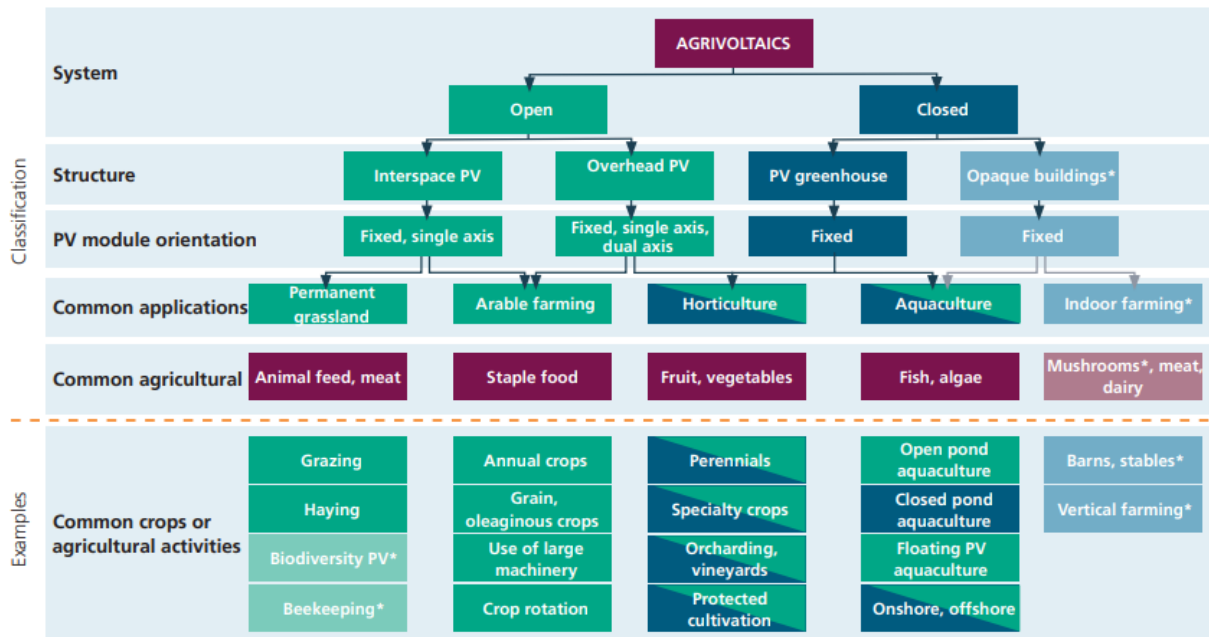 AGRIVOLTAICS
System
Open
Closed
Structure
Interspace PV
Overhead PV
PV greenhouse
Opaque buildings*
PV module orientation
Fixed, single axis
Fixed, single axis,
dual axis
Fixed
Fixed
Classification
Common applications
Permanent
grassland
Arable farming
Horticulture
Aquaculture
Indoor farming*
Common agricultural
Animal feed, meat
Staple food
Fruit, vegetables
Fish, algae
Mushrooms*, meat,
dairy
Examples
Common crops or
agricultural activities
Grazing
Annual crops
Perennials
Open pond
aquaculture
Barns, stables*
Haying
Grain,
oleaginous crops
Specialty crops
Closed pond
aquaculture
Vertical farming*
Biodiversity PV*
Use of large
machinery
Orcharding,
vineyards
Floating PV
aquaculture
Beekeeping*
Crop rotation
Protected
cultivation
Onshore, offshore